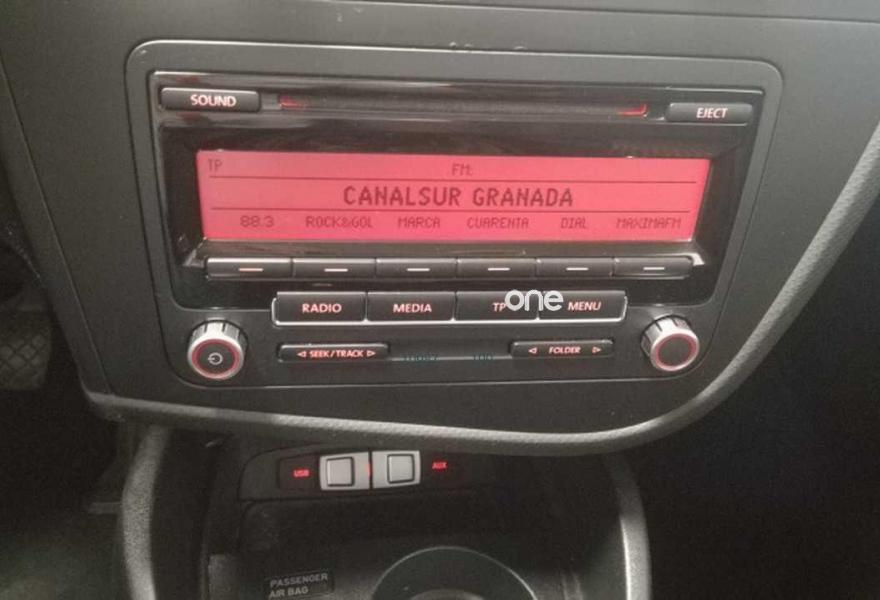 SOUND
EJECT
TP FM:
CANALSUR GRANADA
88.3 ROCK&GOL MARCA CUARENTA DIAL MAXIMAFM
RADIO MEDIA TP one MENU
SEEK/TRACK FOLDER
USB AUX
PASSENGER
AIR BAG